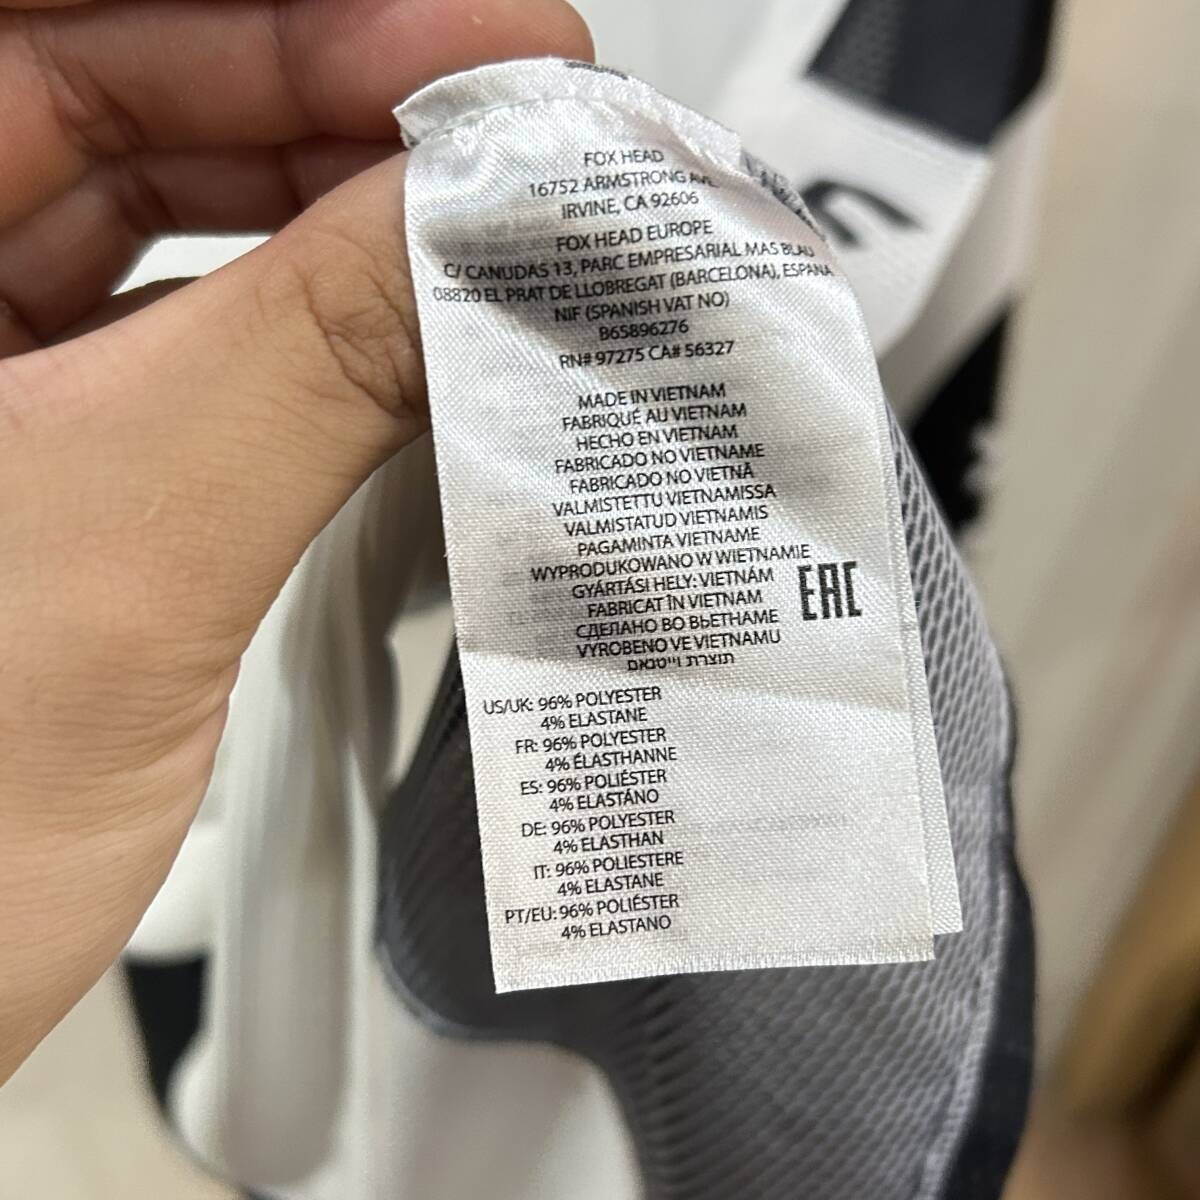 FOX HEAD
16752 ARMSTRONG AVE.
IRVINE, CA 92606
FOX HEAD EUROPE
C/ CANUDAS 13, PARC EMPRESARIAL MAS BLAU
08820 EL PRAT DE LLOBREGAT (BARCELONA), ESPANA
NIF (SPANISH VAT NO)
B65896276
RN# 97275 CA# 56327
MADE IN VIETNAM
FABRIQUÉ AU VIETNAM
HECHO EN VIETNAM
FABRICADO NO VIETNAME
FABRICADO NO VIETNÃ
VALMISTETTU VIETNAMISSA
VALMISTATUD VIETNAMIS
PAGAMINTA VIETNAME
WYPRODUKOWANO W WIETNAMIE
GYÁRTÁSI HELY: VIETNÁM
FABRICAT ÎN VIETNAM
СДЕЛАНО ВО ВЬЕТНАМЕ
VYROBENO VE VIETNAMU
תוצרת וייטנאם
EAC
US/UK: 96% POLYESTER
4% ELASTANE
FR: 96% POLYESTER
4% ÉLASTHANNE
ES: 96% POLIÉSTER
4% ELASTÁNO
DE: 96% POLYESTER
4% ELASTHAN
IT: 96% POLIESTERE
4% ELASTANE
PT/EU: 96% POLIÉSTER
4% ELASTANO